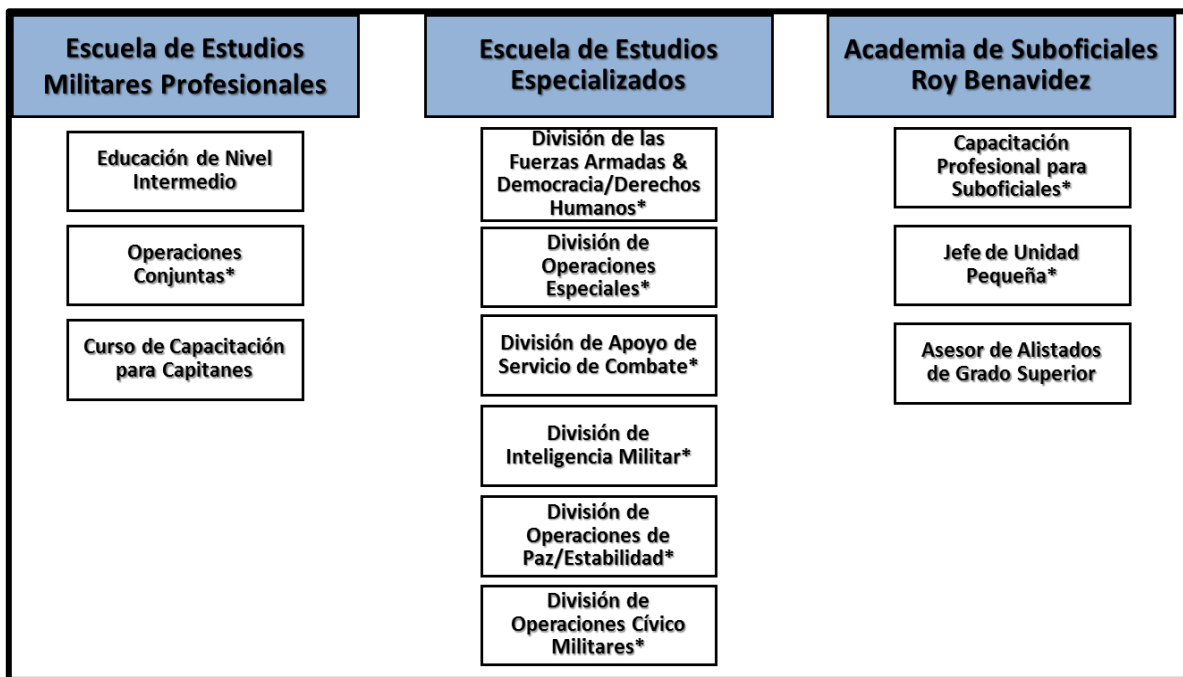 Escuela de Estudios
Militares Profesionales
Educación de Nivel
Intermedio
Operaciones
Conjuntas*
Curso de Capacitación
para Capitanes
Escuela de Estudios
Especializados
División de las
Fuerzas Armadas &
Democracia/Derechos
Humanos*
División de
Operaciones
Especiales*
División de Apoyo de
Servicio de Combate*
División de
Inteligencia Militar*
División de
Operaciones de
Paz/Estabilidad*
División de
Operaciones Cívico
Militares*
Academia de Suboficiales
Roy Benavidez
Capacitación
Profesional para
Suboficiales*
Jefe de Unidad
Pequeña*
Asesor de Alistados
de Grado Superior